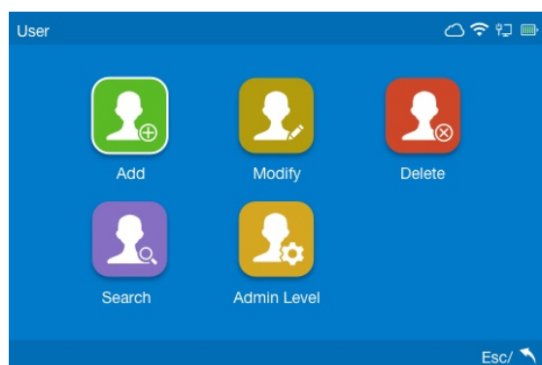 User
Add
Modify
Delete
Search
Admin Level
Esc/